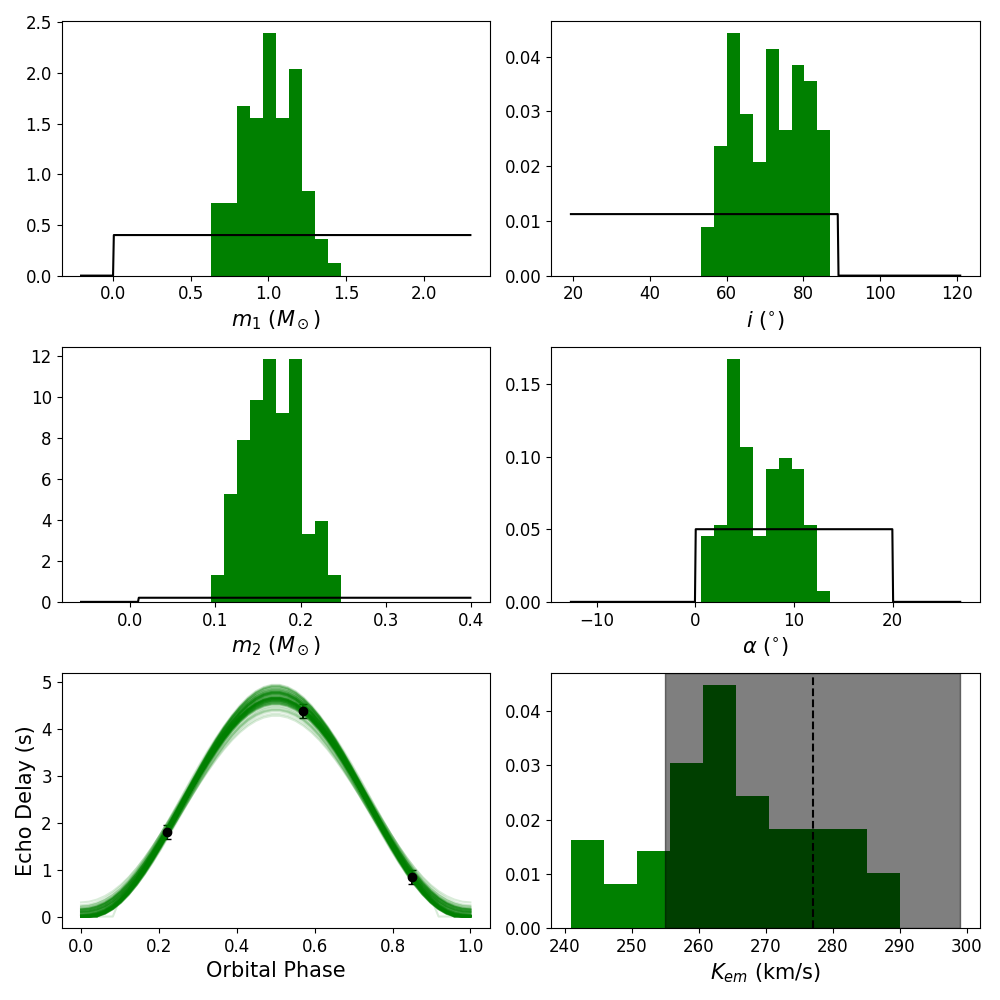 2.5
2.0
1.5
1.0
0.5
0.0
0.0 0.5 1.0 1.5 2.0
m₁ (M⊙)
0.04
0.03
0.02
0.01
0.00
20 40 60 80 100 120
i (°)
12
10
8
6
4
2
0
0.0 0.1 0.2 0.3 0.4
m₂ (M⊙)
0.15
0.10
0.05
0.00
−10 0 10 20
α (°)
Echo Delay (s)
5
4
3
2
1
0
0.0 0.2 0.4 0.6 0.8 1.0
Orbital Phase
0.04
0.03
0.02
0.01
0.00
240 250 260 270 280 290 300
K_em (km/s)